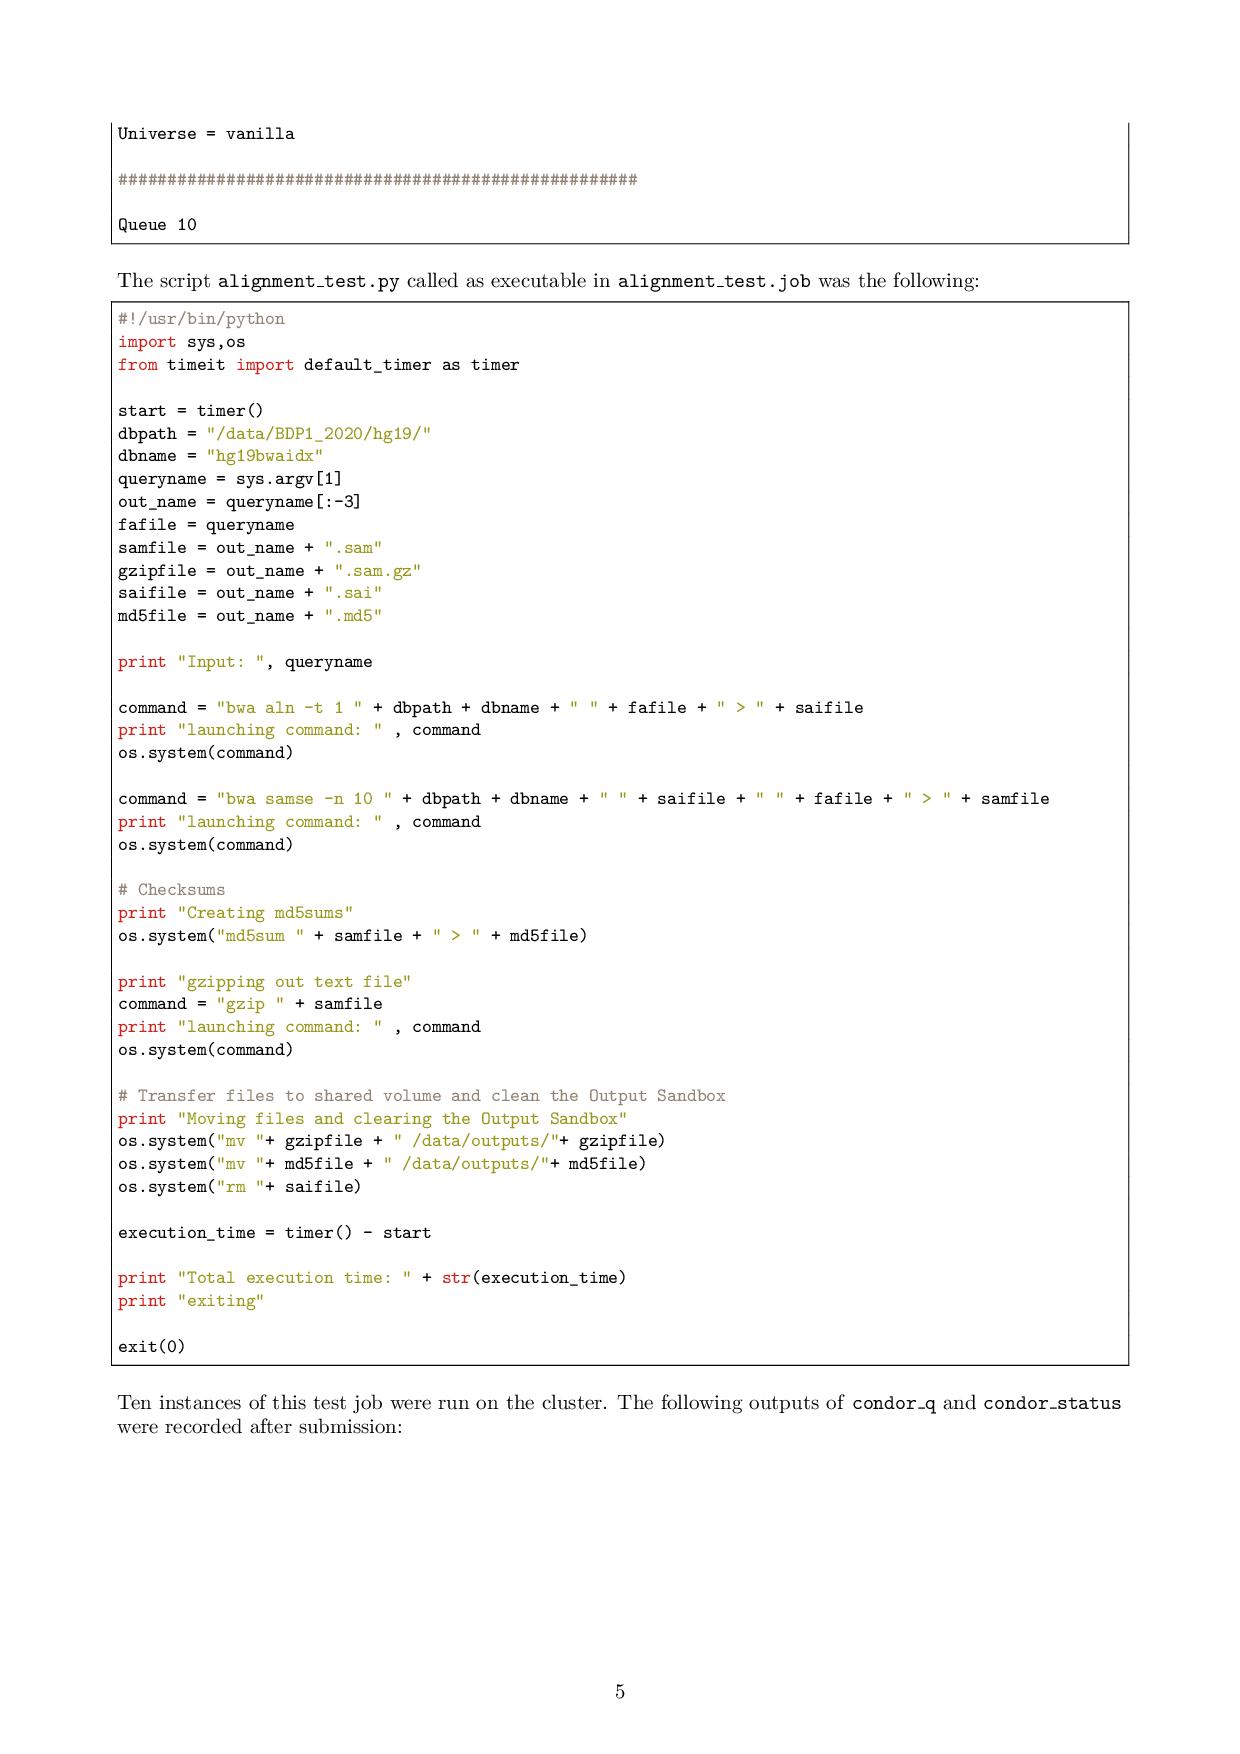 Universe = vanilla
#####################################################
Queue 10
The script alignment_test.py called as executable in alignment_test.job was the following:
#!/usr/bin/python
import sys,os
from timeit import default_timer as timer
start = timer()
dbpath = "/data/BDP1_2020/hg19/"
dbname = "hg19bwaidx"
queryname = sys.argv[1]
out_name = queryname[:-3]
fafile = queryname
samfile = out_name + ".sam"
gzipfile = out_name + ".sam.gz"
saifile = out_name + ".sai"
md5file = out_name + ".md5"
print "Input: ", queryname
command = "bwa aln -t 1 " + dbpath + dbname + " " + fafile + " > " + saifile
print "launching command: " , command
os.system(command)
command = "bwa samse -n 10 " + dbpath + dbname + " " + saifile + " " + fafile + " > " + samfile
print "launching command: " , command
os.system(command)
# Checksums
print "Creating md5sums"
os.system("md5sum " + samfile + " > " + md5file)
print "gzipping out text file"
command = "gzip " + samfile
print "launching command: " , command
os.system(command)
# Transfer files to shared volume and clean the Output Sandbox
print "Moving files and clearing the Output Sandbox"
os.system("mv "+ gzipfile + " /data/outputs/"+ gzipfile)
os.system("mv "+ md5file + " /data/outputs/"+ md5file)
os.system("rm "+ saifile)
execution_time = timer() - start
print "Total execution time: " + str(execution_time)
print "exiting"
exit(0)
Ten instances of this test job were run on the cluster. The following outputs of condor_q and condor_status
were recorded after submission:
5